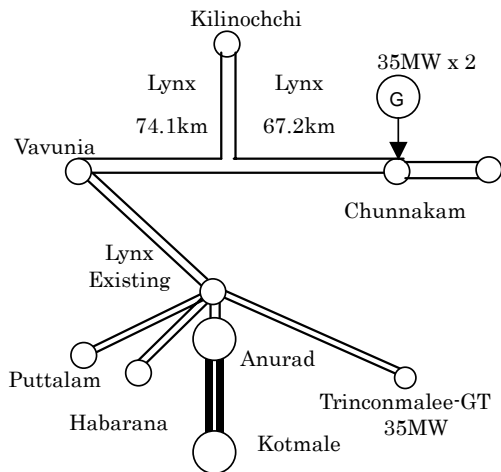 Kilinochchi
35MW x 2
Lynx
Lynx
G
74.1km
67.2km
Vavunia
Chunnakam
Lynx
Existing
Anurad
Puttalam
Trinconmalee-GT
Habarana
35MW
Kotmale